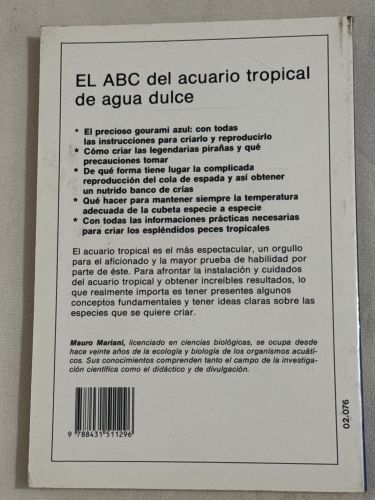 EL ABC del acuario tropical
de agua dulce
* El precioso gourami azul: con todas
las instrucciones para criarlo y reproducirlo
* Cómo criar las legendarias pirañas y qué
precauciones tomar
* De qué forma tiene lugar la complicada
reproducción del cola de espada y así obtener
un nutrido banco de crías
* Qué hacer para mantener siempre la temperatura
adecuada de la cubeta especie a especie
* Con todas las informaciones prácticas necesarias
para criar los espléndidos peces tropicales
El acuario tropical es el más espectacular, un orgullo
para el aficionado y la mayor prueba de habilidad por
parte de éste. Para afrontar la instalación y cuidados
del acuario tropical y obtener increíbles resultados, lo
que realmente importa es tener presentes algunos
conceptos fundamentales y tener ideas claras sobre las
especies que se quiere criar.
Mauro Mariani, licenciado en ciencias biológicas, se ocupa desde
hace veinte años de la ecología y biología de los organismos acuáti-
cos. Sus conocimientos comprenden tanto el campo de la investiga-
ción científica como el didáctico y de divulgación.
9 788431 511296
02.076